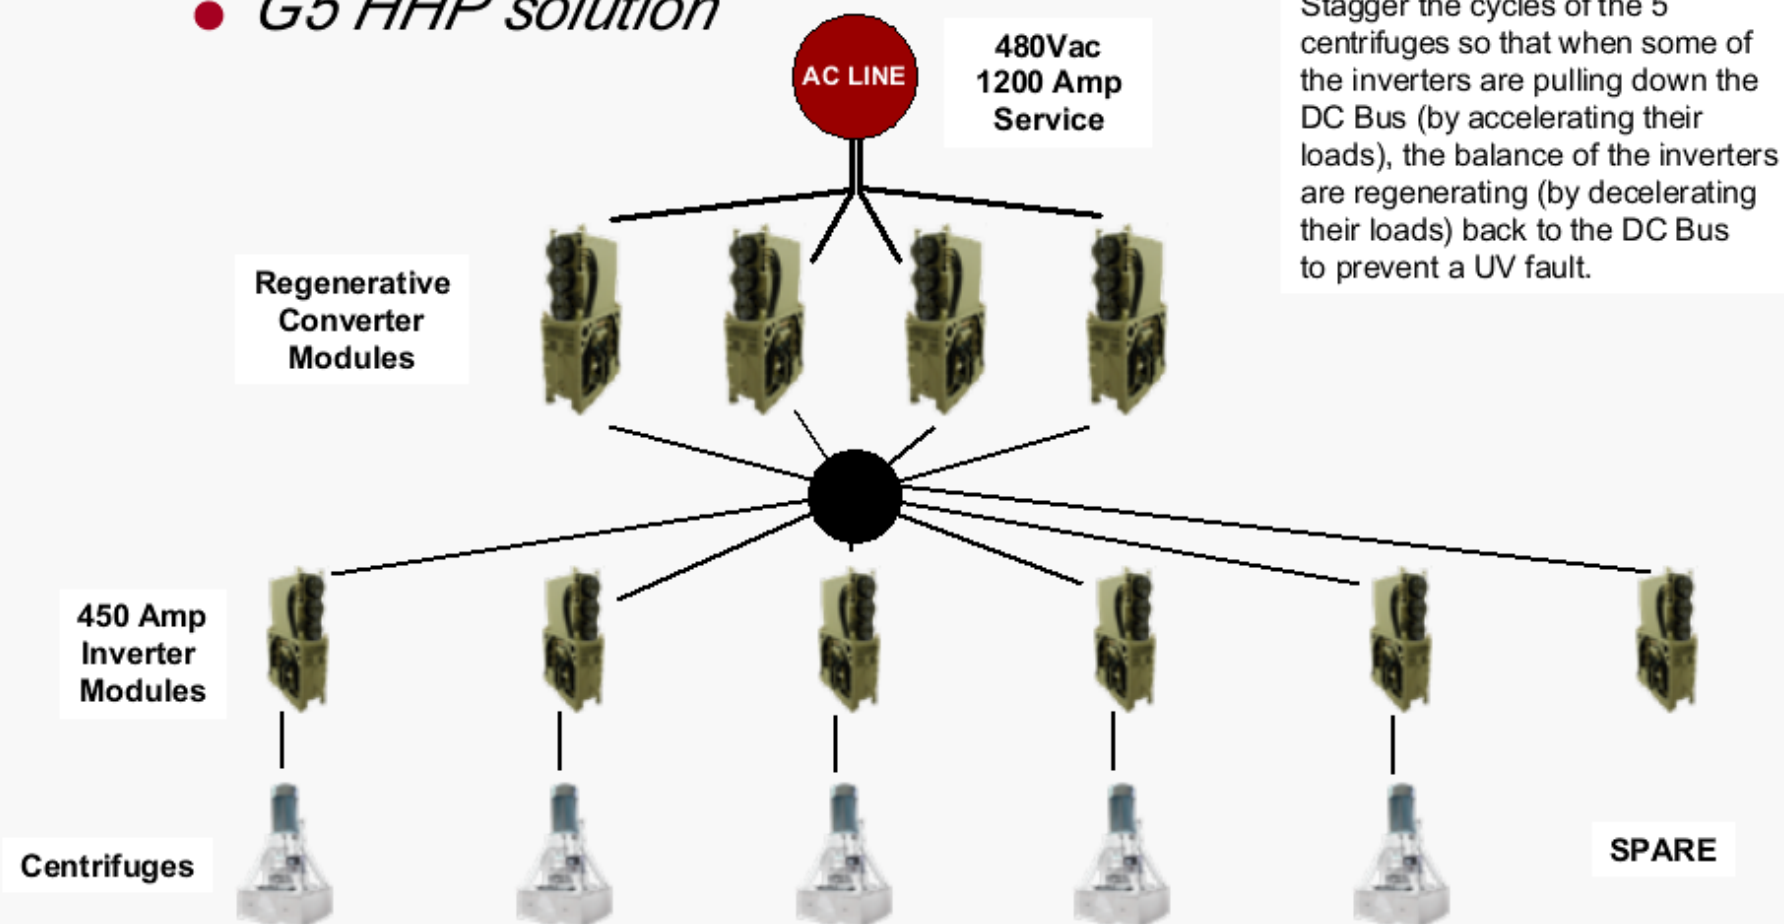 G5 HHP solution
Stagger the cycles of the 5
centrifuges so that when some of
the inverters are pulling down the
DC Bus (by accelerating their
loads), the balance of the inverters
are regenerating (by decelerating
their loads) back to the DC Bus
to prevent a UV fault.
AC LINE
480Vac
1200 Amp
Service
Regenerative
Converter
Modules
450 Amp
Inverter
Modules
Centrifuges
SPARE